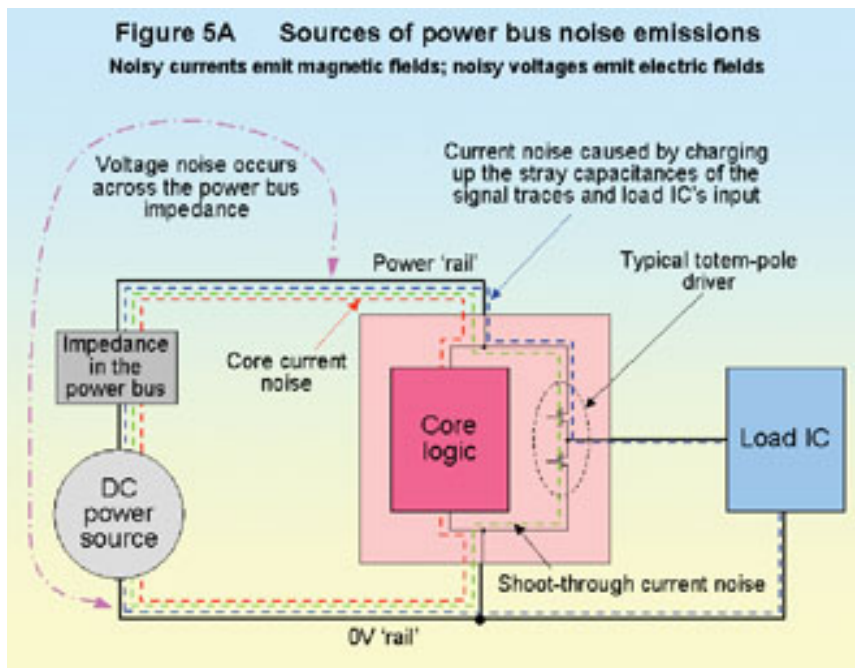 Figure 5A Sources of power bus noise emissions
Noisy currents emit magnetic fields; noisy voltages emit electric fields
Voltage noise occurs
across the power bus
impedance
Current noise caused by charging
up the stray capacitances of the
signal traces and load IC's input
Power 'rail'
Typical totem-pole
driver
Impedance
in the
power bus
Core current
noise
Core
logic
Load IC
DC
power
source
Shoot-through current noise
0V 'rail'